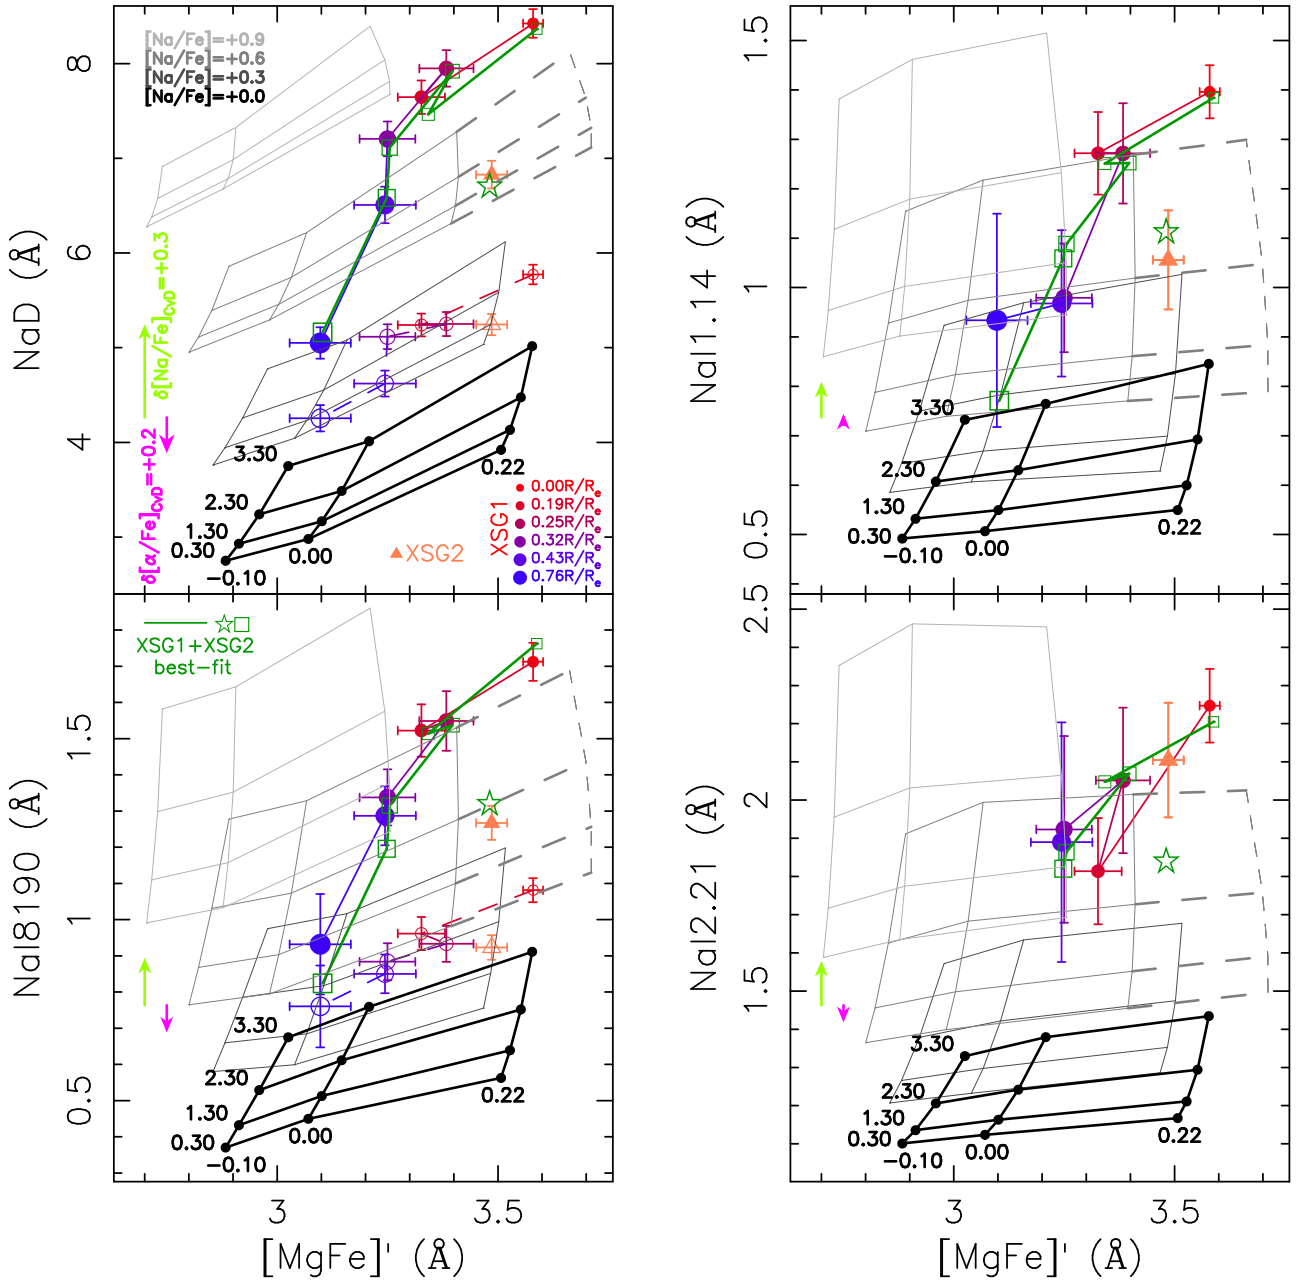 [Na/Fe]=+0.9
[Na/Fe]=+0.6
[Na/Fe]=+0.3
[Na/Fe]=+0.0
8
6
4
NaD (Å)
δ[Na/Fe]CvD=+0.3
δ[α/Fe]CvD=+0.2
3.30
2.30
1.30
0.30
−0.10
0.00
0.22
XSG2
XSG1
0.00R/Re
0.19R/Re
0.25R/Re
0.32R/Re
0.43R/Re
0.76R/Re
1.5
1
0.5
NaI1.14 (Å)
3.30
2.30
1.30
0.30
−0.10
0.00
0.22
XSG1+XSG2
best−fit
1.5
1
0.5
NaI8190 (Å)
3.30
2.30
1.30
0.30
−0.10
0.00
0.22
3
3.5
[MgFe]' (Å)
2.5
2
1.5
NaI2.21 (Å)
3.30
2.30
1.30
0.30
−0.10
0.00
0.22
3
3.5
[MgFe]' (Å)